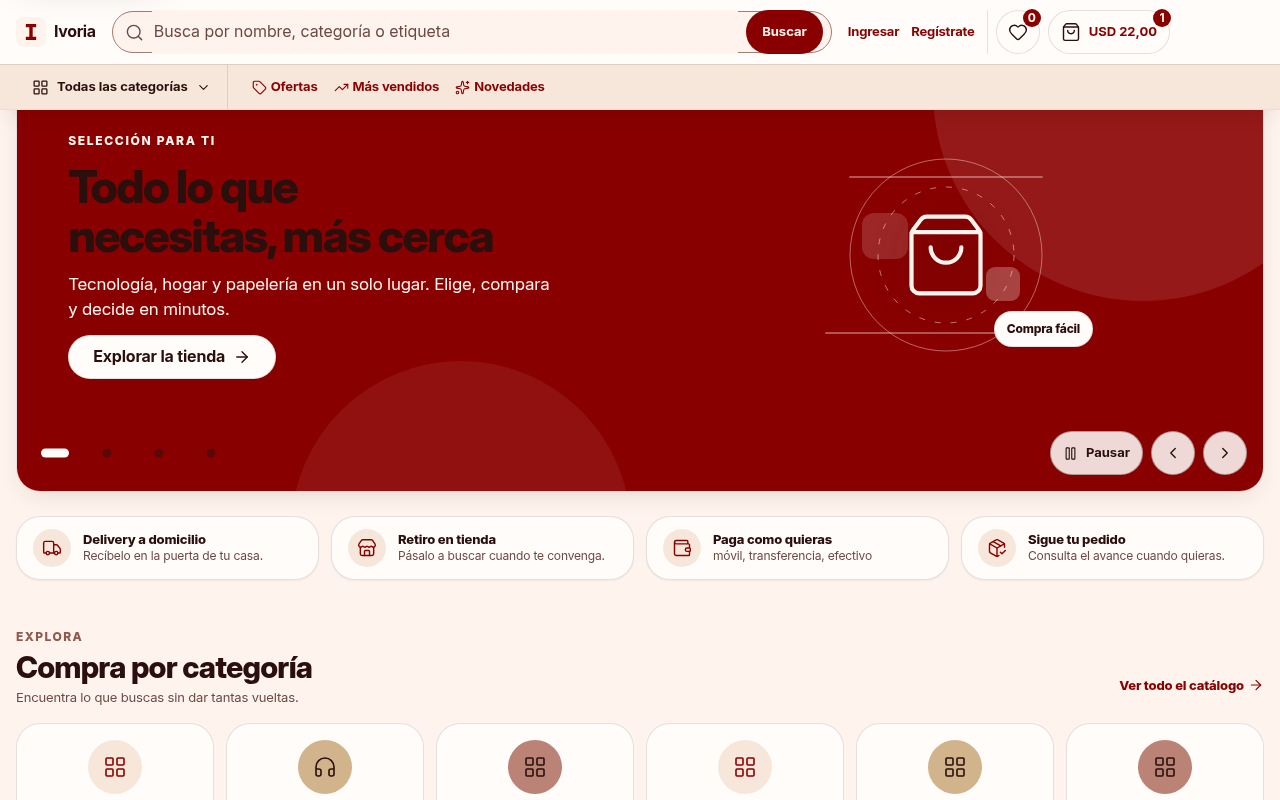 I Ivoria
Busca por nombre, categoría o etiqueta
Buscar
Ingresar Regístrate
0
USD 22,00
1
Todas las categorías
Ofertas Más vendidos Novedades
SELECCIÓN PARA TI
Todo lo que
necesitas, más cerca
Tecnología, hogar y papelería en un solo lugar. Elige, compara
y decide en minutos.
Explorar la tienda
Compra fácil
Pausar
Delivery a domicilio
Recíbelo en la puerta de tu casa.
Retiro en tienda
Pásalo a buscar cuando te convenga.
Paga como quieras
móvil, transferencia, efectivo
Sigue tu pedido
Consulta el avance cuando quieras.
EXPLORA
Compra por categoría
Encuentra lo que buscas sin dar tantas vueltas.
Ver todo el catálogo